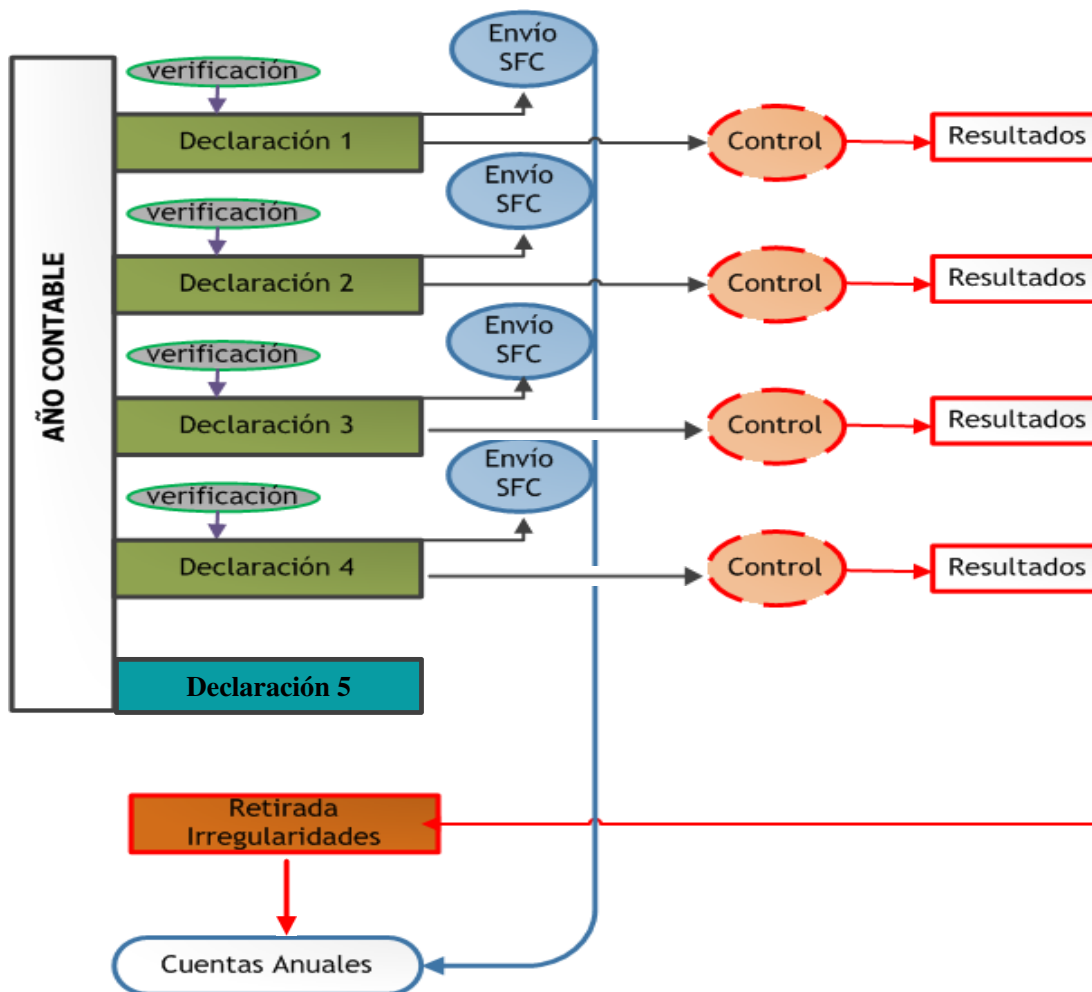 AÑO CONTABLE
verificación
Envío
SFC
Declaración 1
Control
Resultados
verificación
Envío
SFC
Declaración 2
Control
Resultados
verificación
Envío
SFC
Declaración 3
Control
Resultados
verificación
Envío
SFC
Declaración 4
Control
Resultados
Declaración 5
Retirada
Irregularidades
Cuentas Anuales